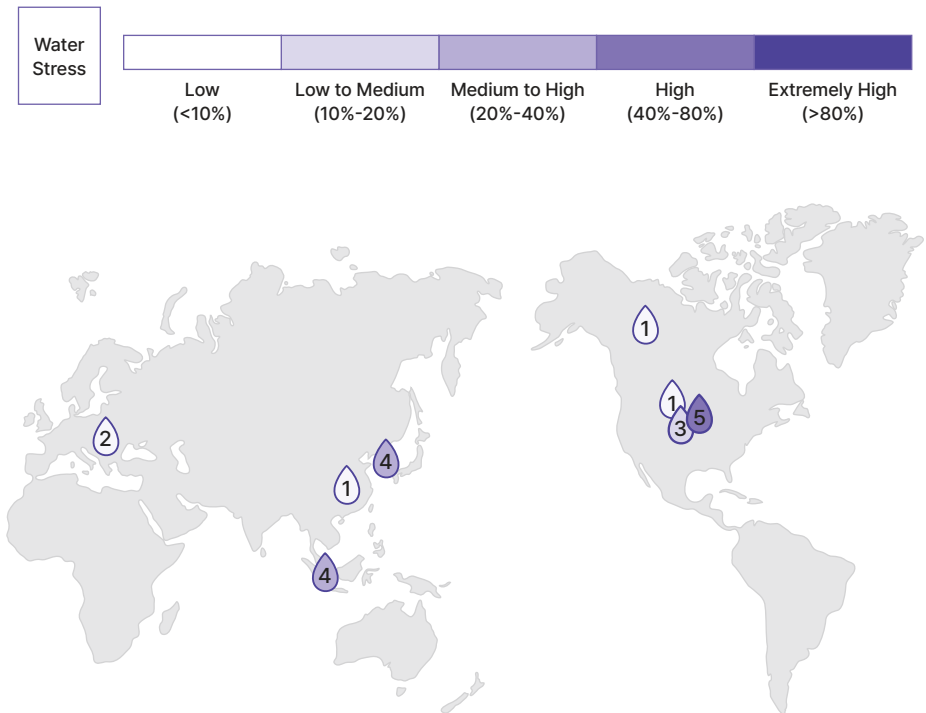 Water
Stress
Low
(<10%)
Low to Medium
(10%-20%)
Medium to High
(20%-40%)
High
(40%-80%)
Extremely High
(>80%)
1
1
5
3
2
4
1
4